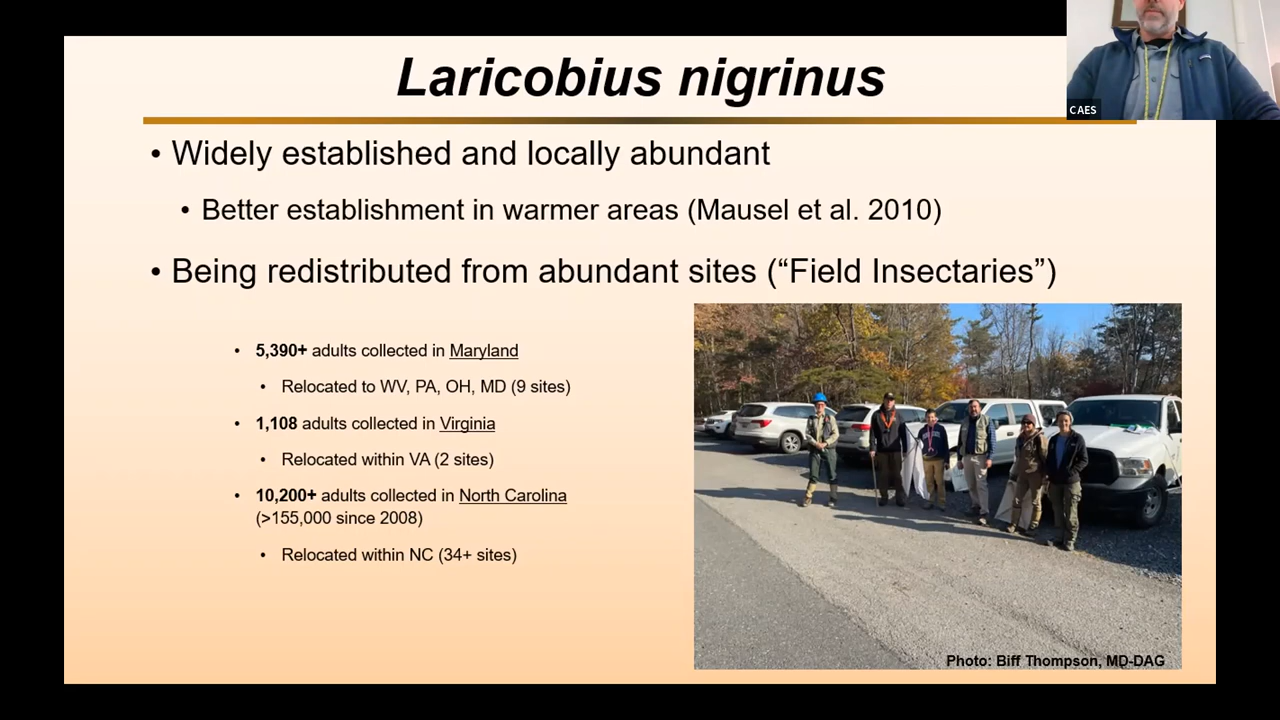 Laricobius nigrinus
CAES
• Widely established and locally abundant
• Better establishment in warmer areas (Mausel et al. 2010)
• Being redistributed from abundant sites (“Field Insectaries”)
• 5,390+ adults collected in Maryland
• Relocated to WV, PA, OH, MD (9 sites)
• 1,108 adults collected in Virginia
• Relocated within VA (2 sites)
• 10,200+ adults collected in North Carolina
(>155,000 since 2008)
• Relocated within NC (34+ sites)
Photo: Biff Thompson, MD-DAG